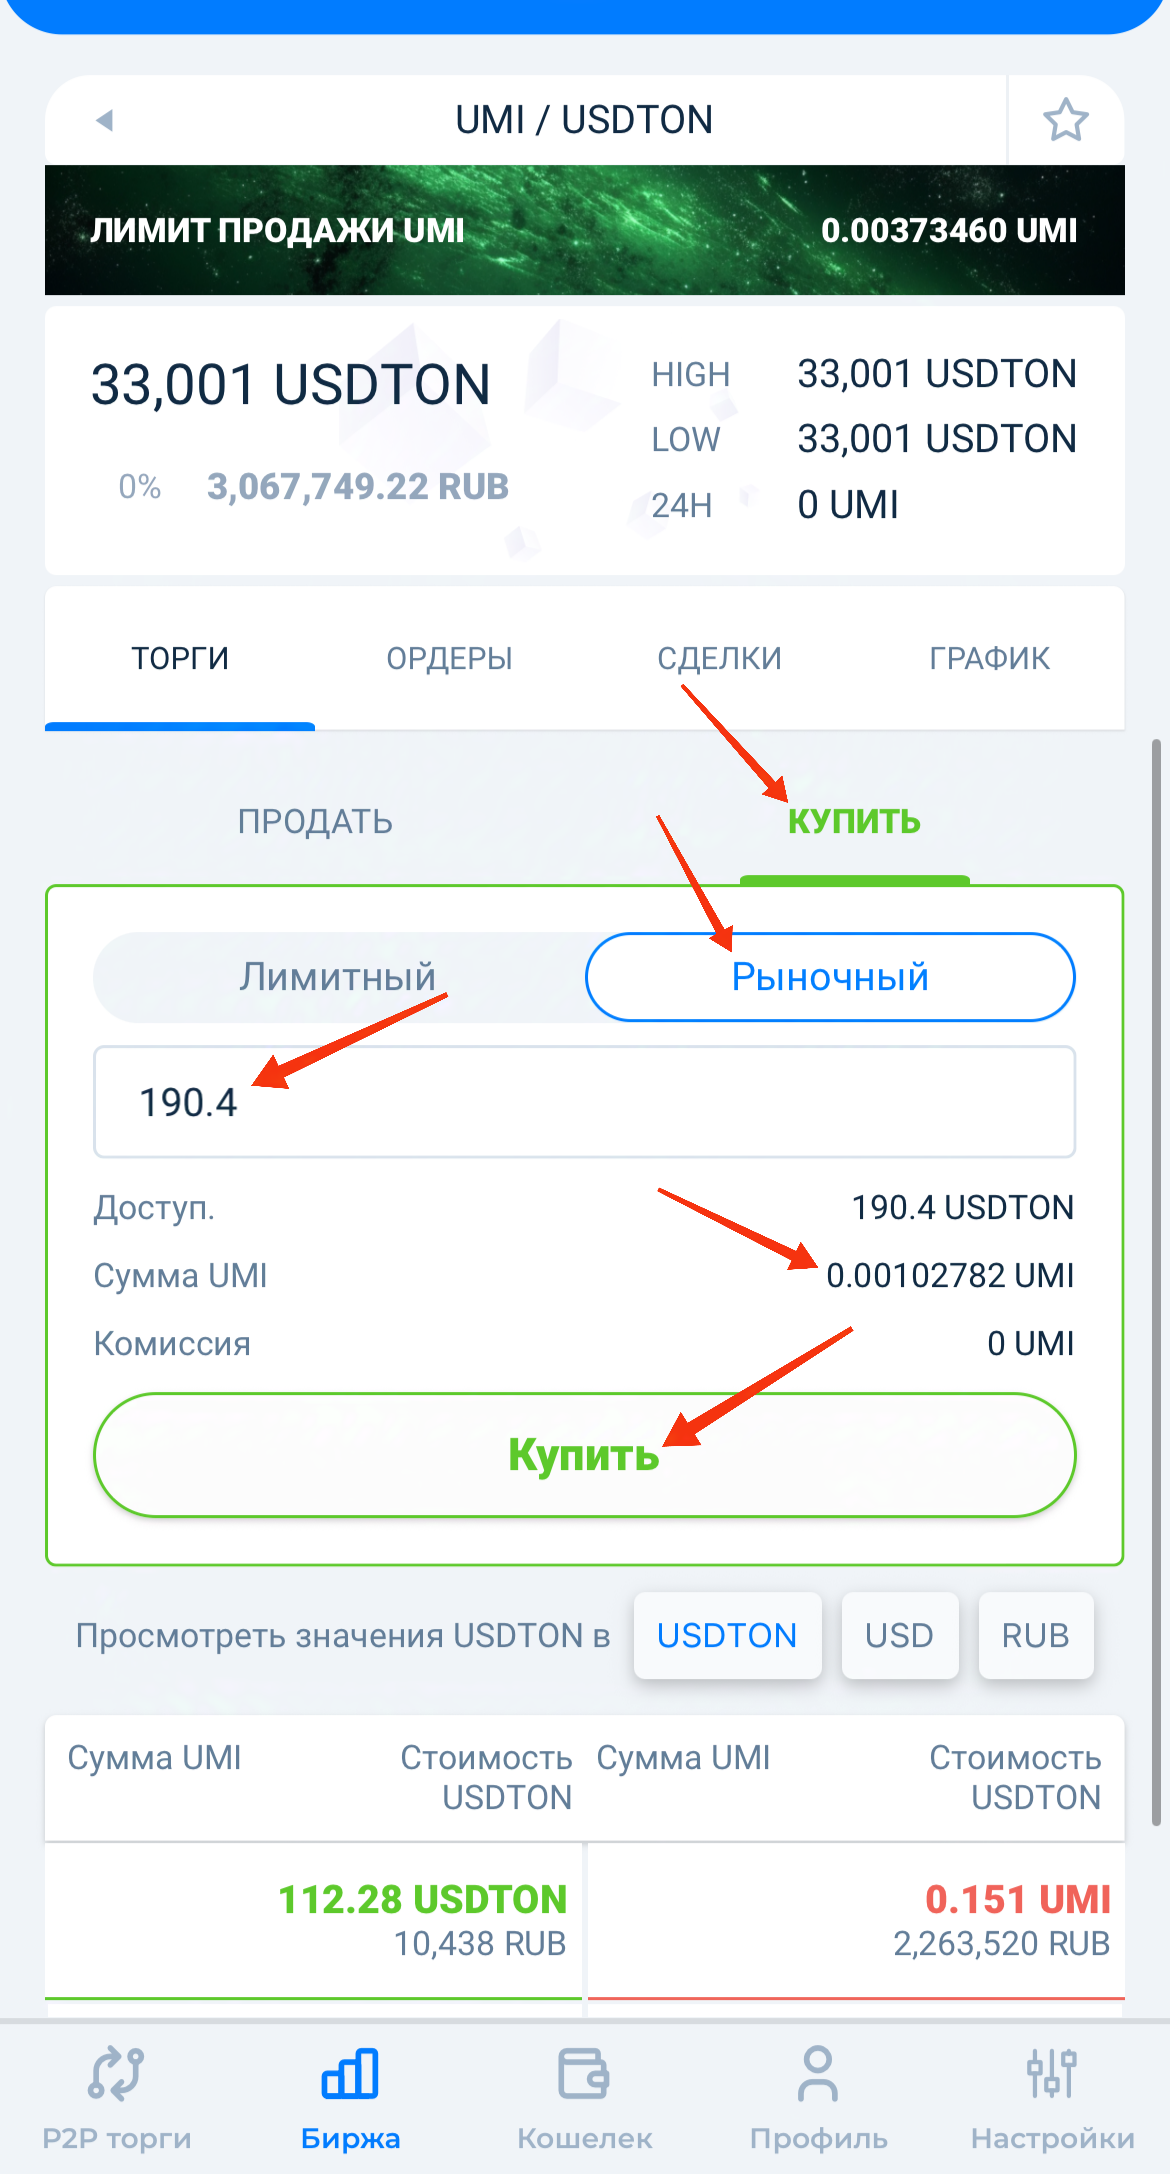 UMI / USDTON
ЛИМИТ ПРОДАЖИ UMI 0.00373460 UMI
33,001 USDTON
0% 3,067,749.22 RUB
HIGH 33,001 USDTON
LOW 33,001 USDTON
24H 0 UMI
ТОРГИ ОРДЕРЫ СДЕЛКИ ГРАФИК
ПРОДАТЬ КУПИТЬ
Лимитный Рыночный
190.4
Доступ. 190.4 USDTON
Сумма UMI 0.00102782 UMI
Комиссия 0 UMI
Купить
Просмотреть значения USDTON в USDTON USD RUB
Сумма UMI Стоимость USDTON Сумма UMI Стоимость USDTON
112.28 USDTON 0.151 UMI
10,438 RUB 2,263,520 RUB
P2P торги Биржа Кошелек Профиль Настройки